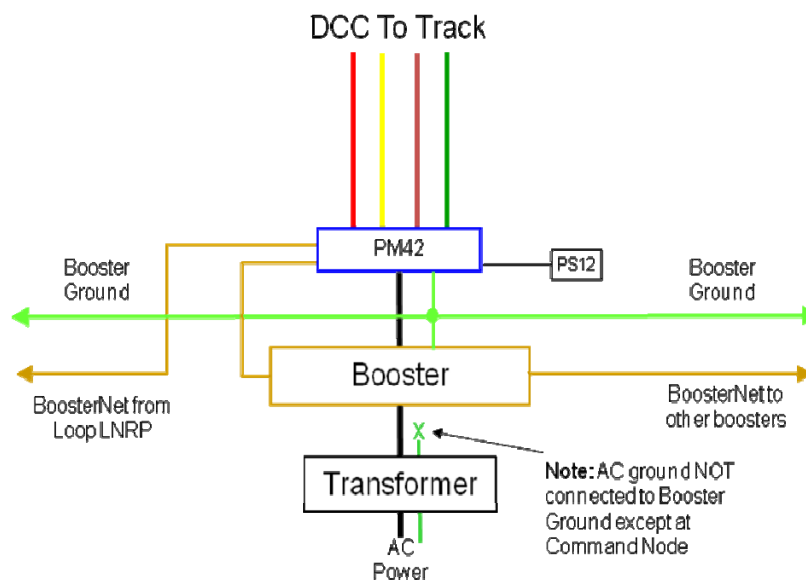 DCC To Track
PM42
PS12
Booster
Ground
Booster
Ground
Booster
BoosterNet from
Loop LNRP
BoosterNet to
other boosters
X
Transformer
Note: AC ground NOT
connected to Booster
Ground except at
Command Node
AC
Power